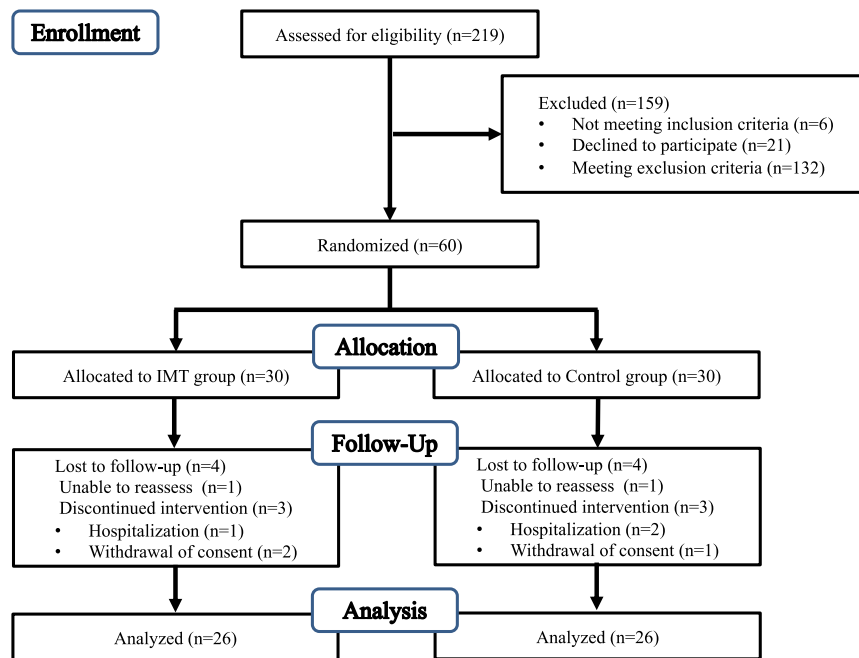 Enrollment
Assessed for eligibility (n=219)
Excluded (n=159)
• Not meeting inclusion criteria (n=6)
• Declined to participate (n=21)
• Meeting exclusion criteria (n=132)
Randomized (n=60)
Allocation
Allocated to IMT group (n=30)
Allocated to Control group (n=30)
Follow-Up
Lost to follow-up (n=4)
Unable to reassess (n=1)
Discontinued intervention (n=3)
• Hospitalization (n=1)
• Withdrawal of consent (n=2)
Lost to follow-up (n=4)
Unable to reassess (n=1)
Discontinued intervention (n=3)
• Hospitalization (n=2)
• Withdrawal of consent (n=1)
Analysis
Analyzed (n=26)
Analyzed (n=26)